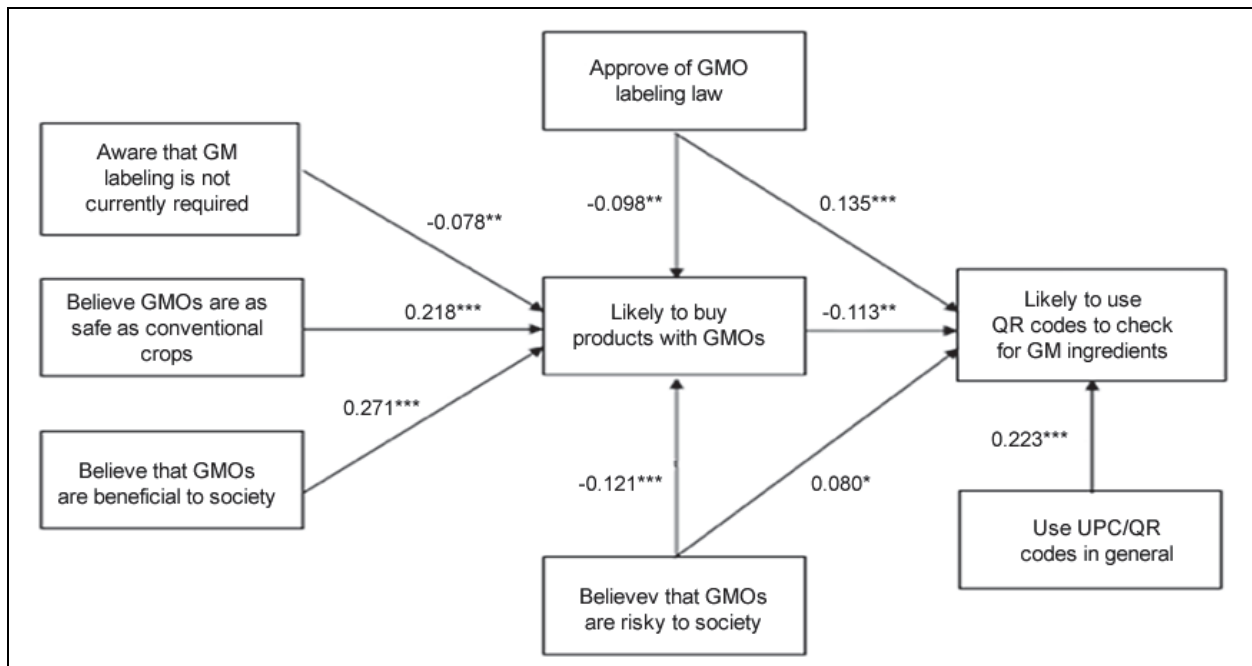 Approve of GMO
labeling law
Aware that GM
labeling is not
currently required
-0.078**
-0.098**
0.135***
Believe GMOs are as
safe as conventional
crops
0.218***
Likely to buy
products with GMOs
-0.113**
Likely to use
QR codes to check
for GM ingredients
0.271***
Believe that GMOs
are beneficial to society
-0.121***
0.080*
0.223***
Use UPC/QR
codes in general
Believev that GMOs
are risky to society